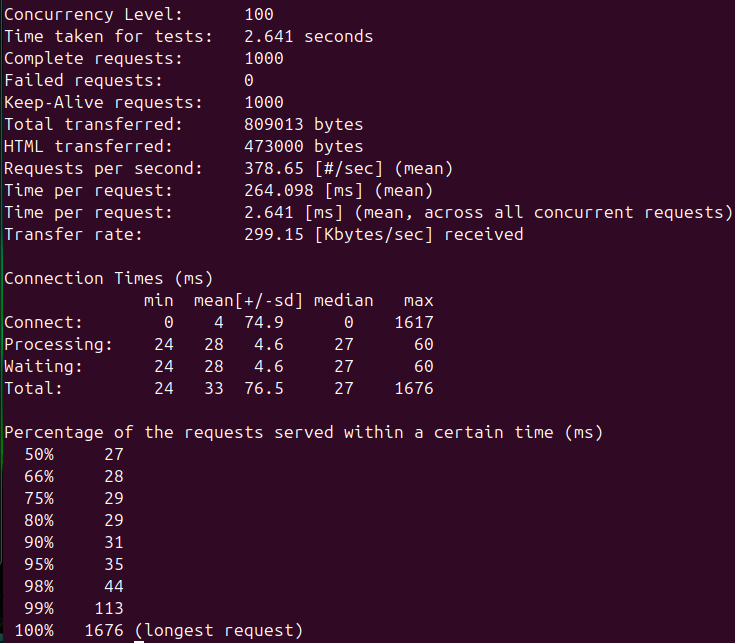 Concurrency Level:      100
Time taken for tests:   2.641 seconds
Complete requests:      1000
Failed requests:        0
Keep-Alive requests:    1000
Total transferred:      809013 bytes
HTML transferred:       473000 bytes
Requests per second:    378.65 [#/sec] (mean)
Time per request:       264.098 [ms] (mean)
Time per request:       2.641 [ms] (mean, across all concurrent requests)
Transfer rate:          299.15 [Kbytes/sec] received

Connection Times (ms)
              min  mean[+/-sd] median   max
Connect:        0    4  74.9      0    1617
Processing:    24   28   4.6     27      60
Waiting:       24   28   4.6     27      60
Total:         24   33  76.5     27    1676

Percentage of the requests served within a certain time (ms)
  50%     27
  66%     28
  75%     29
  80%     29
  90%     31
  95%     35
  98%     44
  99%    113
 100%   1676 (longest request)